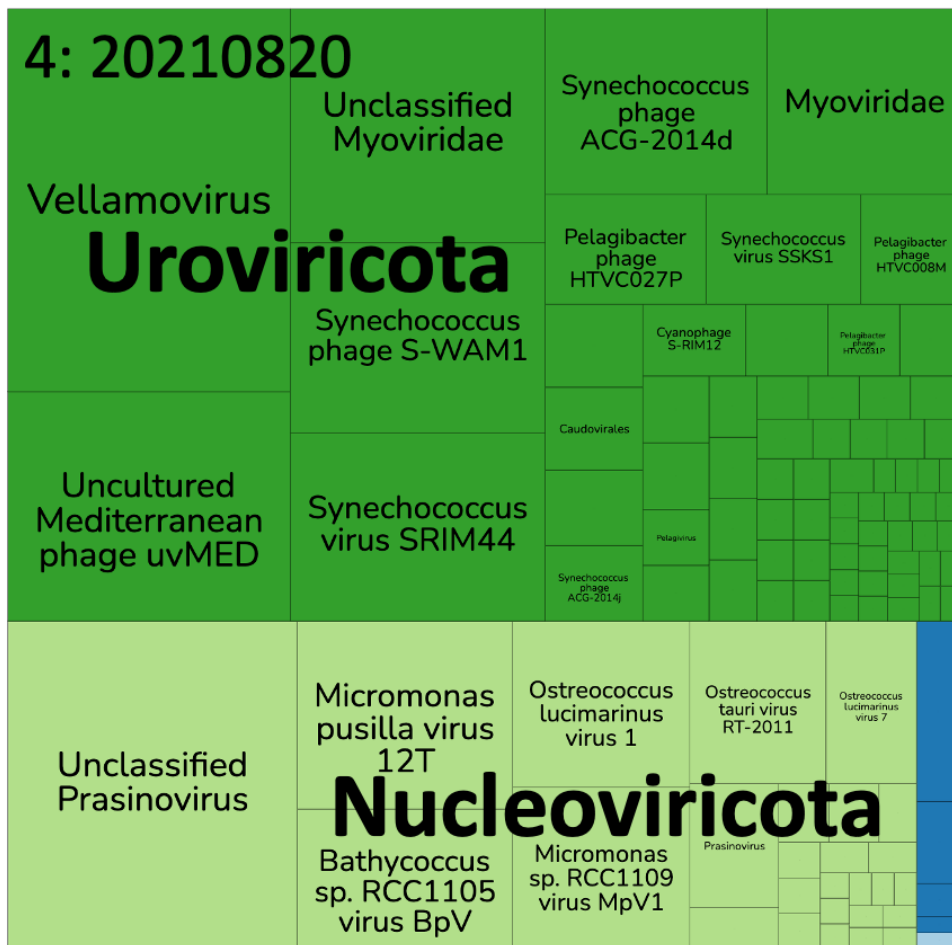 4: 20210820
Unclassified
Myoviridae
Synechococcus
phage
ACG-2014d
Myoviridae
Vellamovirus
Uroviricota
Pelagibacter
phage
HTVC027P
Synechococcus
virus SSKS1
Pelagibacter
phage
HTVC008M
Synechococcus
phage S-WAM1
Cyanophage
S-RIM12
Pelagibacter
phage
HTVC031P
Caudovirales
Uncultured
Mediterranean
phage uvMED
Synechococcus
virus SRIM44
Pelagivirus
Synechococcus
phage
ACG-2014j
Unclassified
Prasinovirus
Micromonas
pusilla virus
12T
Ostreococcus
lucimarinus
virus 1
Ostreococcus
tauri virus
RT-2011
Ostreococcus
lucimarinus
virus 7
Nucleoviricota
Bathycoccus
sp. RCC1105
virus BpV
Micromonas
sp. RCC1109
virus MpV1
Prasinovirus